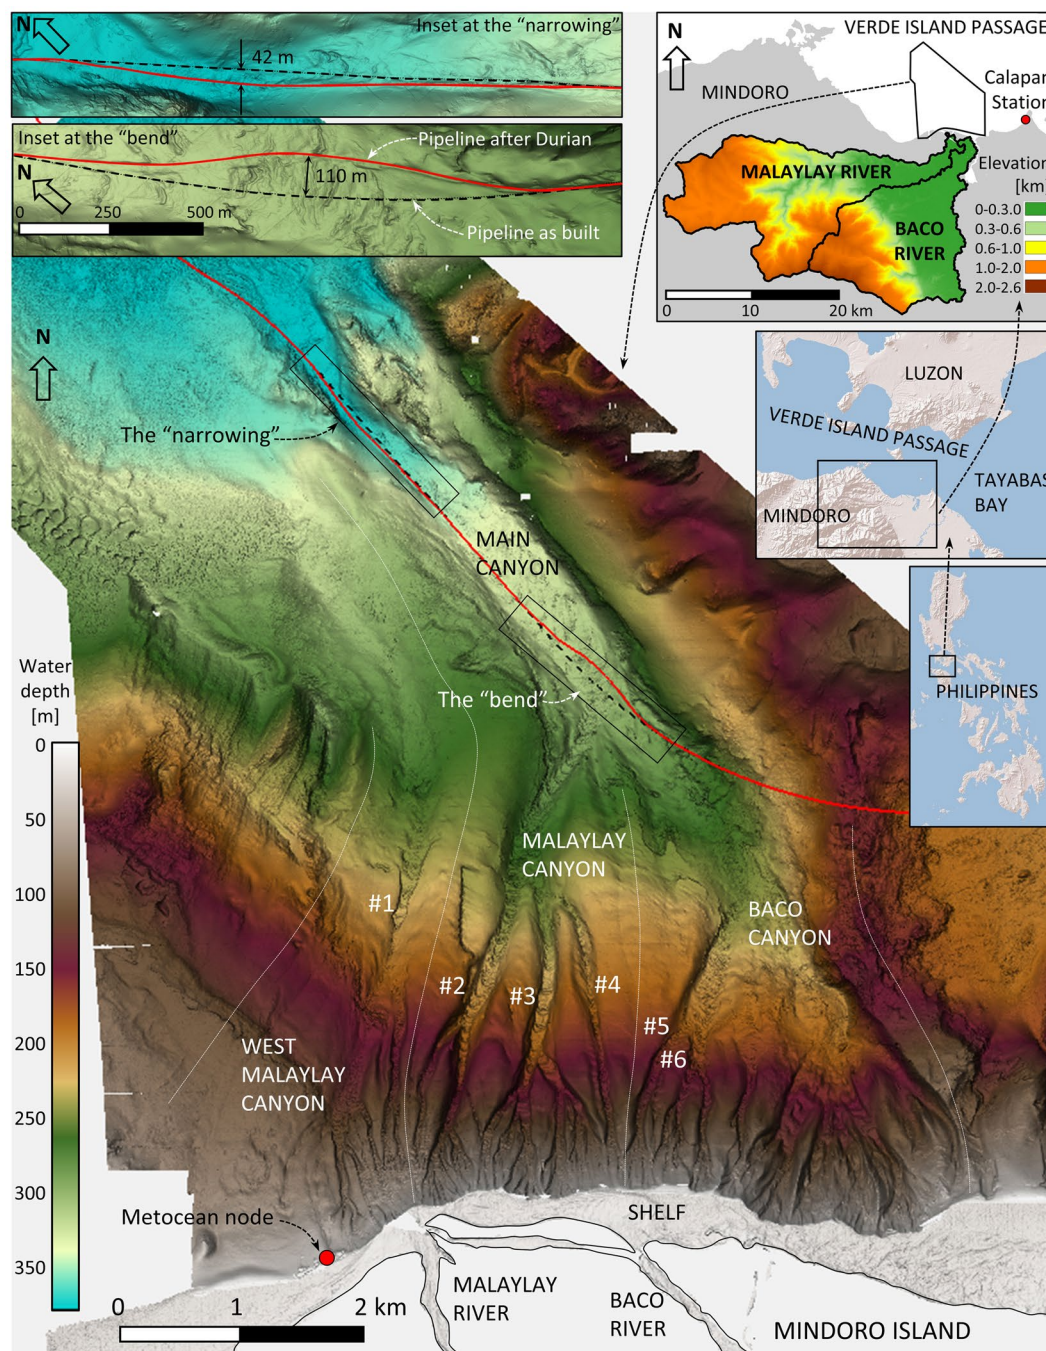 N
Inset at the "narrowing"
42 m
Inset at the "bend"
Pipeline after Durian
N
110 m
0
250
500 m
Pipeline as built
VERDE ISLAND PASSAGE
N
MINDORO
Calapan
Station
MALAYLAY RIVER
Elevation
[km]
BACO
RIVER
0-0.3.0
0.3-0.6
0.6-1.0
1.0-2.0
2.0-2.6
0
10
20 km
N
The "narrowing"
LUZON
VERDE ISLAND PASSAGE
TAYABAS
BAY
MINDORO
MAIN
CANYON
PHILIPPINES
The "bend"
Water
depth
[m]
0
50
100
150
200
250
300
350
MALAYLAY
CANYON
BACO
CANYON
#1
#2
#3
#4
#5
#6
WEST
MALAYLAY
CANYON
Metocean node
SHELF
MALAYLAY
RIVER
BACO
RIVER
MINDORO ISLAND
0
1
2 km